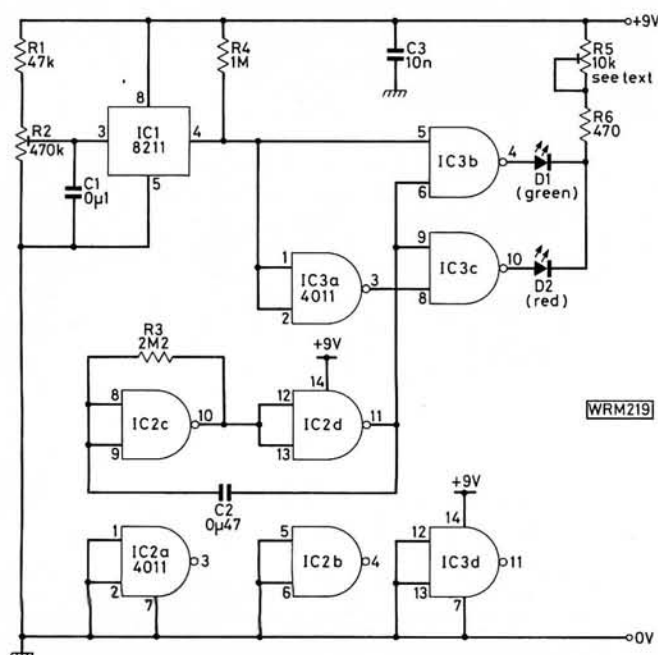 +9V
R1
47k
R4
1M
C3
10n
R5
10k
see text
R6
470
8
R2
470k
3
IC1
8211
4
5
C1
0µ1
5
6
IC3b
4
D1
(green)
1
2
IC3a
4011
3
9
8
IC3c
10
D2
(red)
R3
2M2
+9V
14
8
9
IC2c
10
12
13
IC2d
11
WRM219
C2
0µ47
+9V
14
1
2
IC2a
4011
3
7
5
6
IC2b
4
12
13
IC3d
11
7
0V